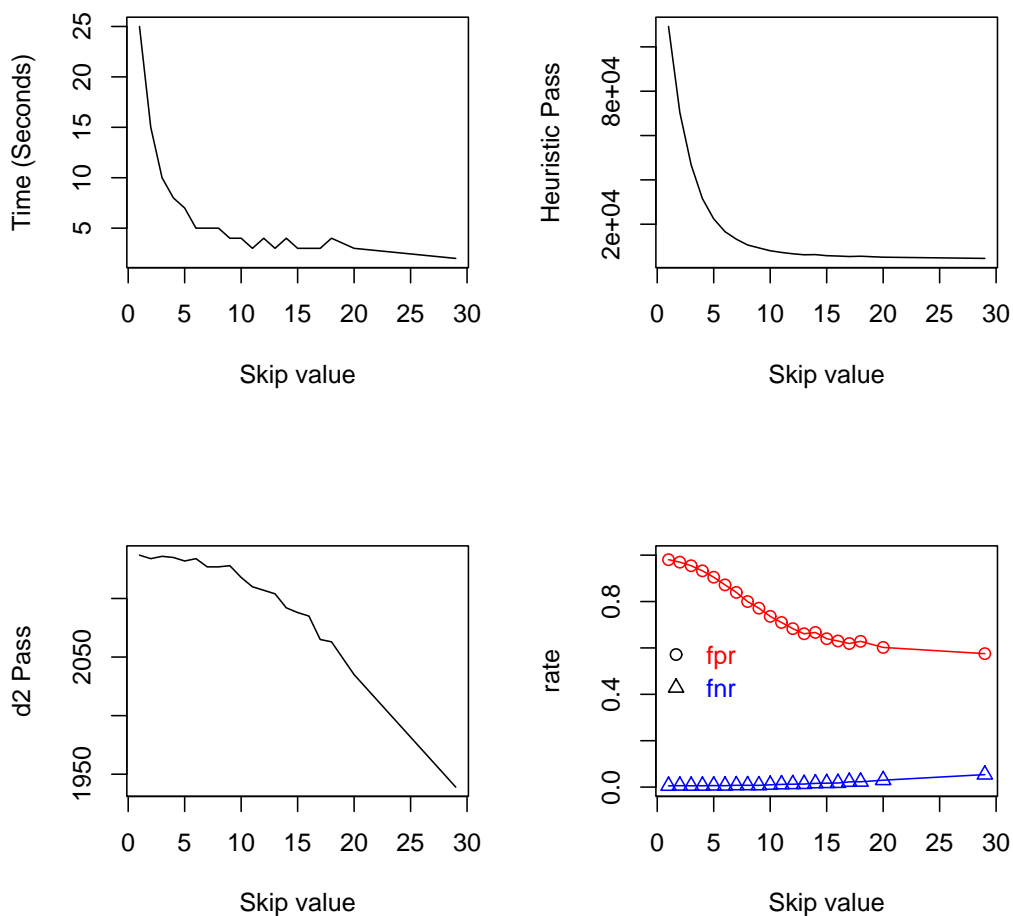 Time (Seconds)
25
20
15
10
5
0 5 10 15 20 25 30
Skip value
Heuristic Pass
8e+04
2e+04
0 5 10 15 20 25 30
Skip value
d2 Pass
2050
1950
0 5 10 15 20 25 30
Skip value
rate
0.8
0.4
0.0
fpr
fnr
0 5 10 15 20 25 30
Skip value